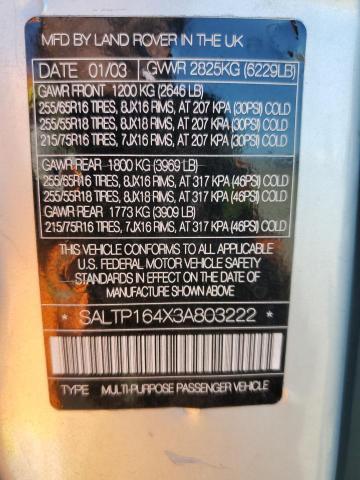 MFD BY LAND ROVER IN THE UK
DATE 01/03 GVWR 2825KG (6229LB)
GAWR FRONT 1200 KG (2646 LB)
255/65R16 TIRES, 8JX16 RIMS, AT 207 KPA (30PSI) COLD
255/55R18 TIRES, 8JX18 RIMS, AT 207 KPA (30PSI) COLD
215/75R16 TIRES, 7JX16 RIMS, AT 207 KPA (30PSI) COLD
GAWR REAR 1800 KG (3969 LB)
255/65R16 TIRES, 8JX16 RIMS, AT 317 KPA (46PSI) COLD
255/55R18 TIRES, 8JX18 RIMS, AT 317 KPA (46PSI) COLD
GAWR REAR 1773 KG (3909 LB)
215/75R16 TIRES, 7JX16 RIMS, AT 317 KPA (46PSI) COLD
THIS VEHICLE CONFORMS TO ALL APPLICABLE
U.S. FEDERAL MOTOR VEHICLE SAFETY
STANDARDS IN EFFECT ON THE DATE OF
MANUFACTURE SHOWN ABOVE.
* SALTP164X3A803222 *
TYPE MULTI-PURPOSE PASSENGER VEHICLE